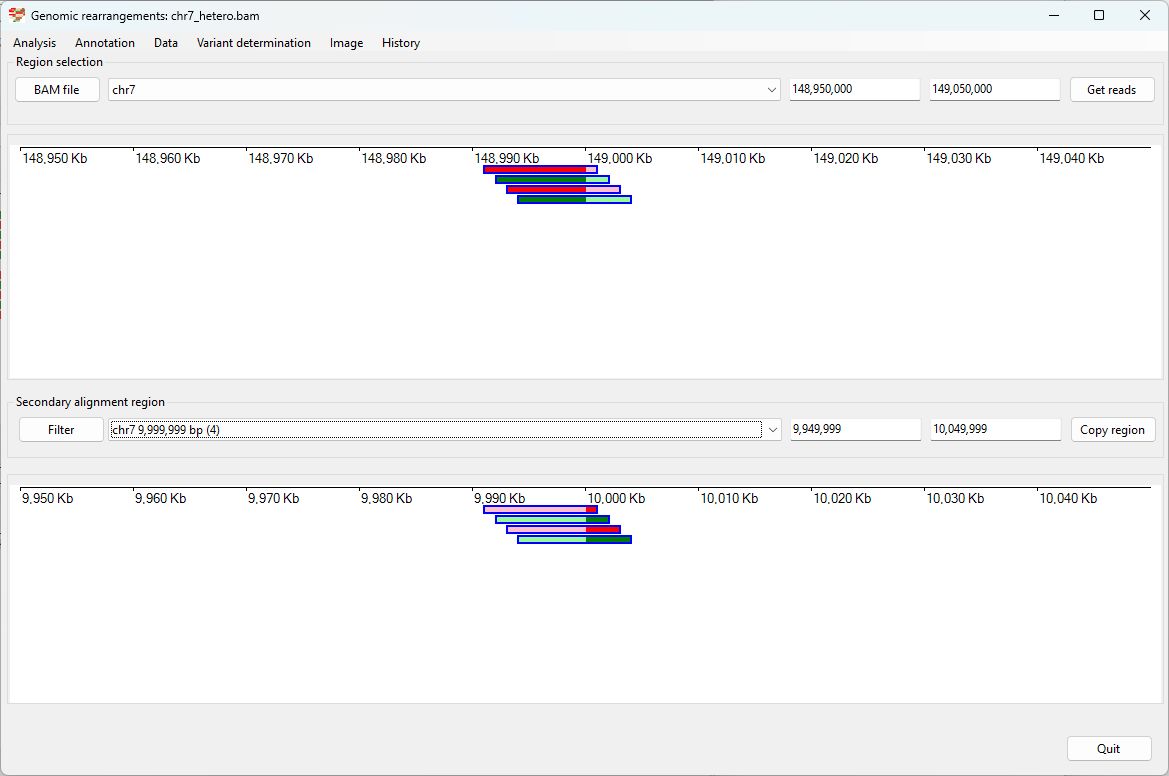 Genomic rearrangements: chr7_hetero.bam
Analysis Annotation Data Variant determination Image History
Region selection
BAM file chr7 148,950,000 149,050,000 Get reads
148,950 Kb 148,960 Kb 148,970 Kb 148,980 Kb 148,990 Kb 149,000 Kb 149,010 Kb 149,020 Kb 149,030 Kb 149,040 Kb
Secondary alignment region
Filter chr7 9,999,999 bp (4) 9,949,999 10,049,999 Copy region
9,950 Kb 9,960 Kb 9,970 Kb 9,980 Kb 9,990 Kb 10,000 Kb 10,010 Kb 10,020 Kb 10,030 Kb 10,040 Kb
Quit